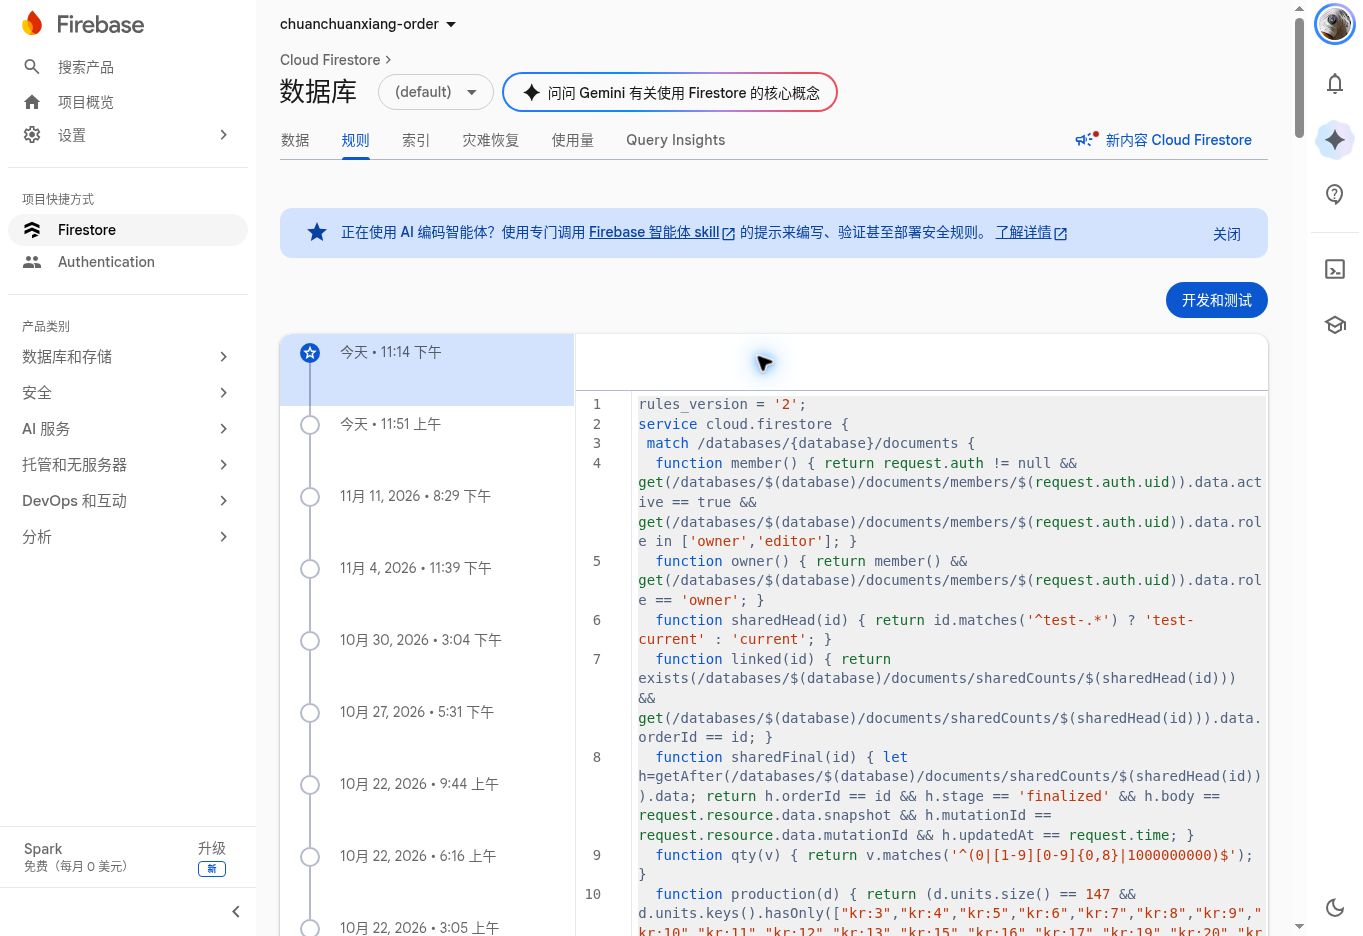 Firebase
搜索产品
项目概览
设置
项目快捷方式
Firestore
Authentication
产品类别
数据库和存储
安全
AI 服务
托管和无服务器
DevOps 和互动
分析
Spark
免费（每月 0 美元）
升级
新
chuanchuanxiang-order
Cloud Firestore
数据库
(default)
问问 Gemini 有关使用 Firestore 的核心概念
数据
规则
索引
灾难恢复
使用量
Query Insights
新内容 Cloud Firestore
正在使用 AI 编码智能体？使用专门调用 Firebase 智能体 skill 的提示来编写、验证甚至部署安全规则。 了解详情
关闭
开发和测试
今天 • 11:14 下午
今天 • 11:51 上午
11月 11, 2026 • 8:29 下午
11月 4, 2026 • 11:39 下午
10月 30, 2026 • 3:04 下午
10月 27, 2026 • 5:31 下午
10月 22, 2026 • 9:44 上午
10月 22, 2026 • 6:16 上午
10月 22, 2026 • 3:05 上午
1 rules_version = '2';
2 service cloud.firestore {
3 match /databases/{database}/documents {
4 function member() { return request.auth != null &&
get(/databases/$(database)/documents/members/$(request.auth.uid)).data.act
ive == true &&
get(/databases/$(database)/documents/members/$(request.auth.uid)).data.rol
e in ['owner','editor']; }
5 function owner() { return member() &&
get(/databases/$(database)/documents/members/$(request.auth.uid)).data.rol
e == 'owner'; }
6 function sharedHead(id) { return id.matches('^test-.*') ? 'test-
current' : 'current'; }
7 function linked(id) { return
exists(/databases/$(database)/documents/sharedCounts/$(sharedHead(id)))
&&
get(/databases/$(database)/documents/sharedCounts/$(sharedHead(id))).data.
orderId == id; }
8 function sharedFinal(id) { let
h=getAfter(/databases/$(database)/documents/sharedCounts/$(sharedHead(id))
).data; return h.orderId == id && h.stage == 'finalized' && h.body ==
request.resource.data.snapshot && h.mutationId ==
request.resource.data.mutationId && h.updatedAt == request.time; }
9 function qty(v) { return v.matches('^(0|[1-9][0-9]{0,8}|1000000000)$');
}
10 function production(d) { return (d.units.size() == 147 &&
d.units.keys().hasOnly(["kr:3","kr:4","kr:5","kr:6","kr:7","kr:8","kr:9","
kr:10","kr:11","kr:12","kr:13","kr:15","kr:16","kr:17","kr:19","kr:20","kr